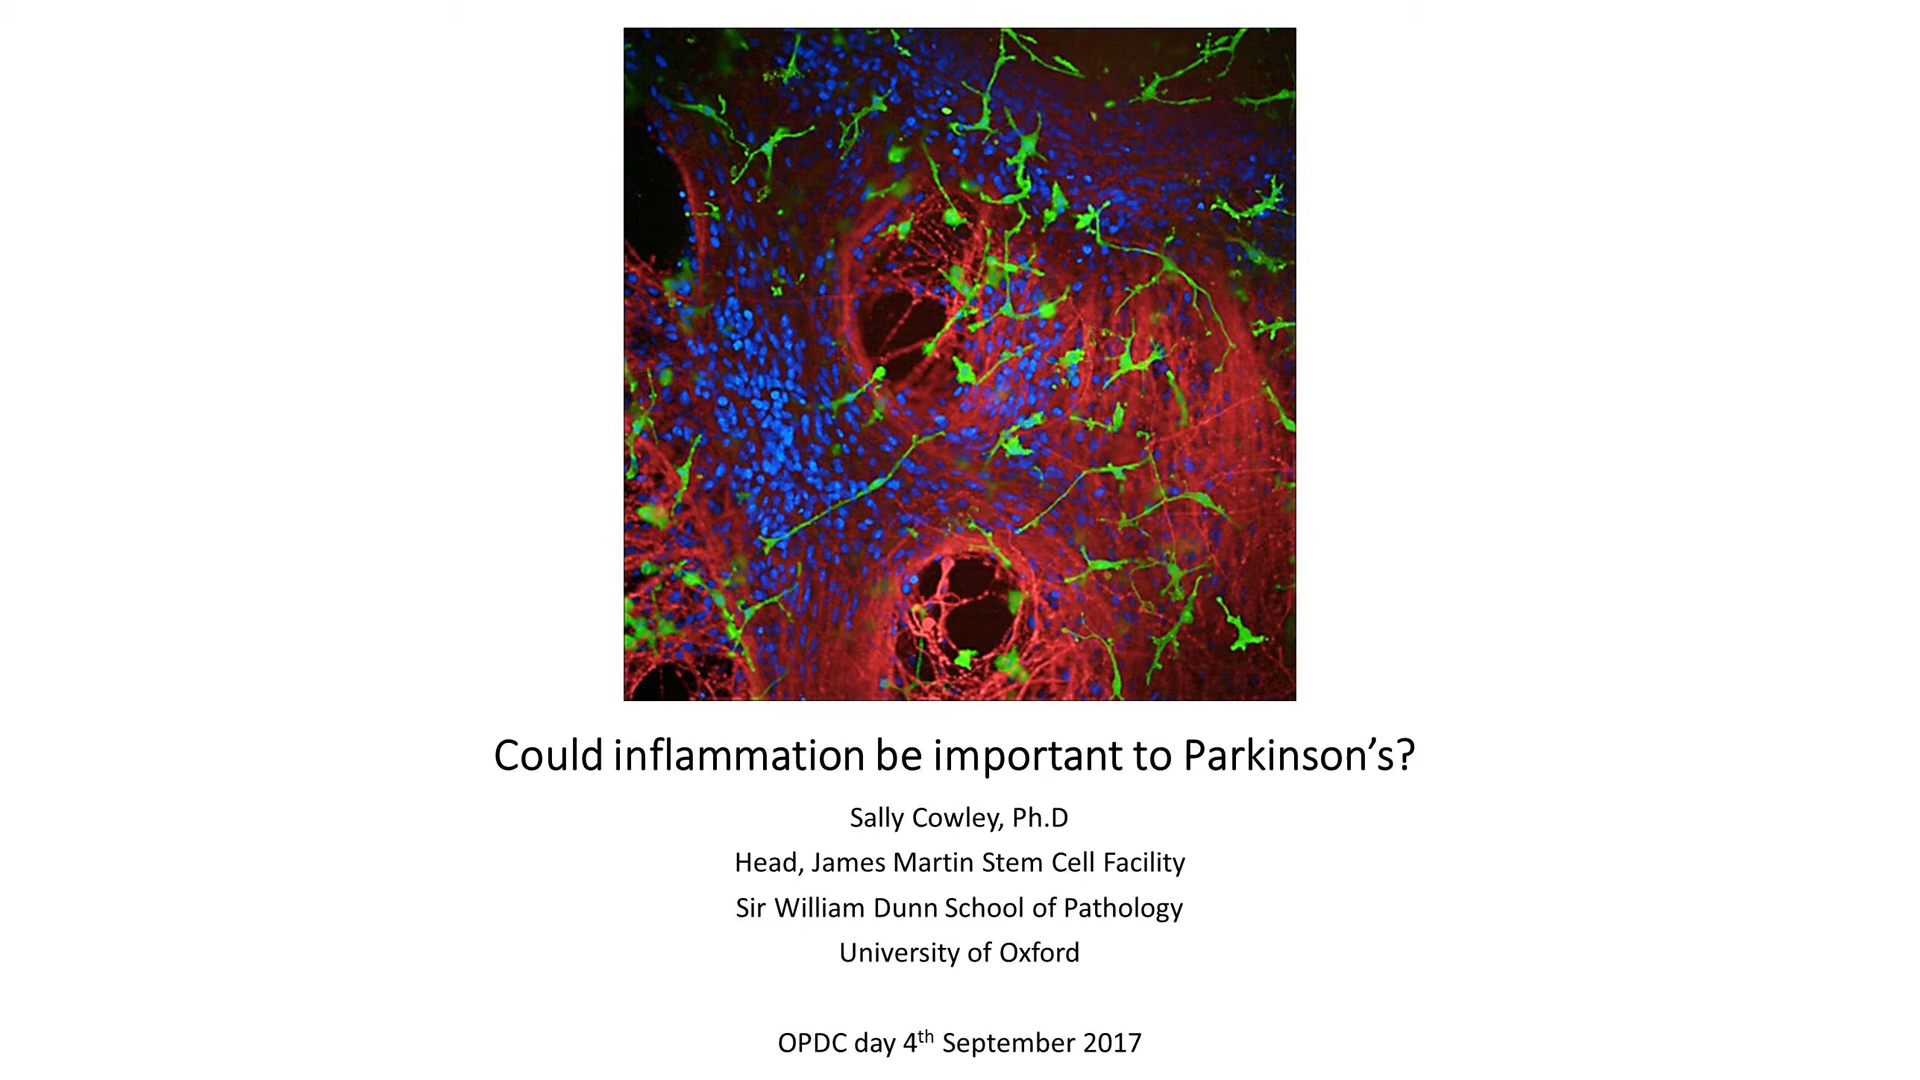 Could inflammation be important to Parkinson’s?
Sally Cowley, Ph.D
Head, James Martin Stem Cell Facility
Sir William Dunn School of Pathology
University of Oxford
OPDC day 4th September 2017